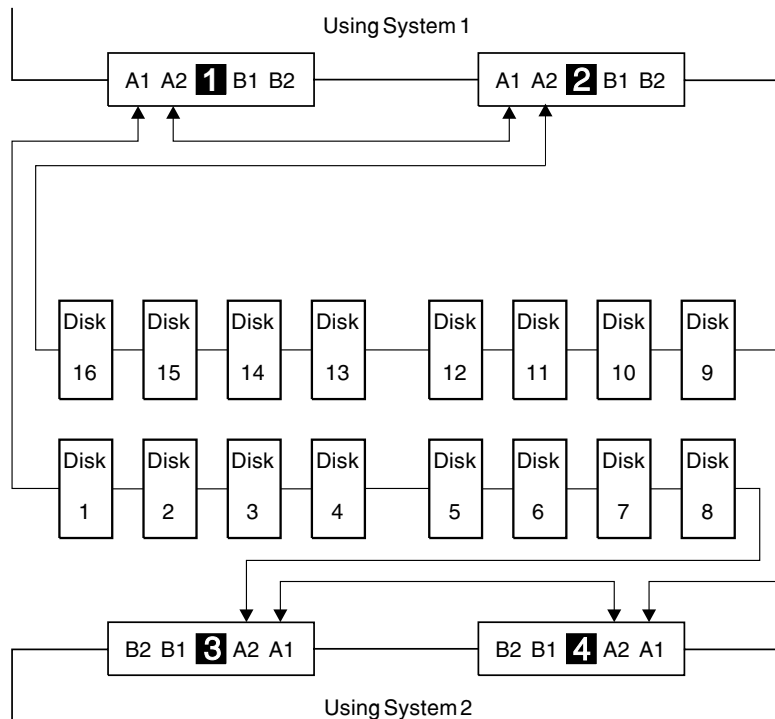 Using System 1
A1 A2 1 B1 B2
A1 A2 2 B1 B2
Disk 16
Disk 15
Disk 14
Disk 13
Disk 12
Disk 11
Disk 10
Disk 9
Disk 1
Disk 2
Disk 3
Disk 4
Disk 5
Disk 6
Disk 7
Disk 8
B2 B1 3 A2 A1
B2 B1 4 A2 A1
Using System 2